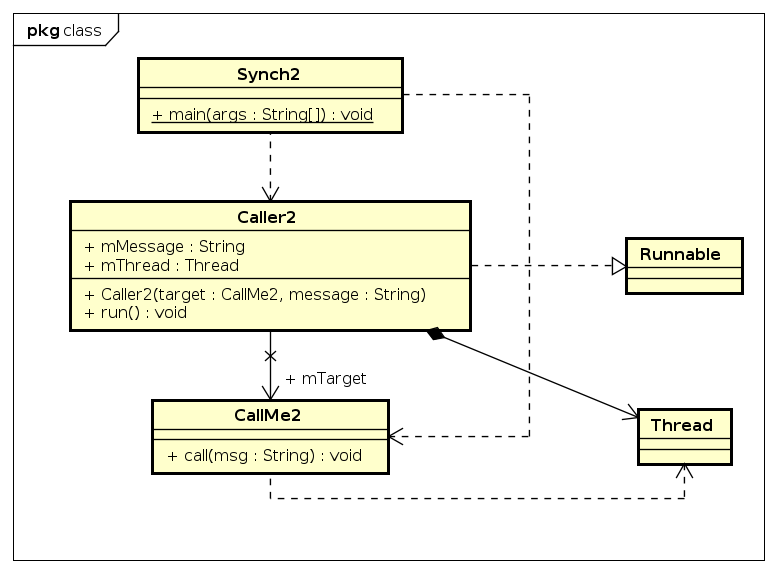 pkg class
Synch2
+ main(args : String[]) : void
Caller2
+ mMessage : String
+ mThread : Thread
+ Caller2(target : CallMe2, message : String)
+ run() : void
Runnable
+ mTarget
CallMe2
+ call(msg : String) : void
Thread